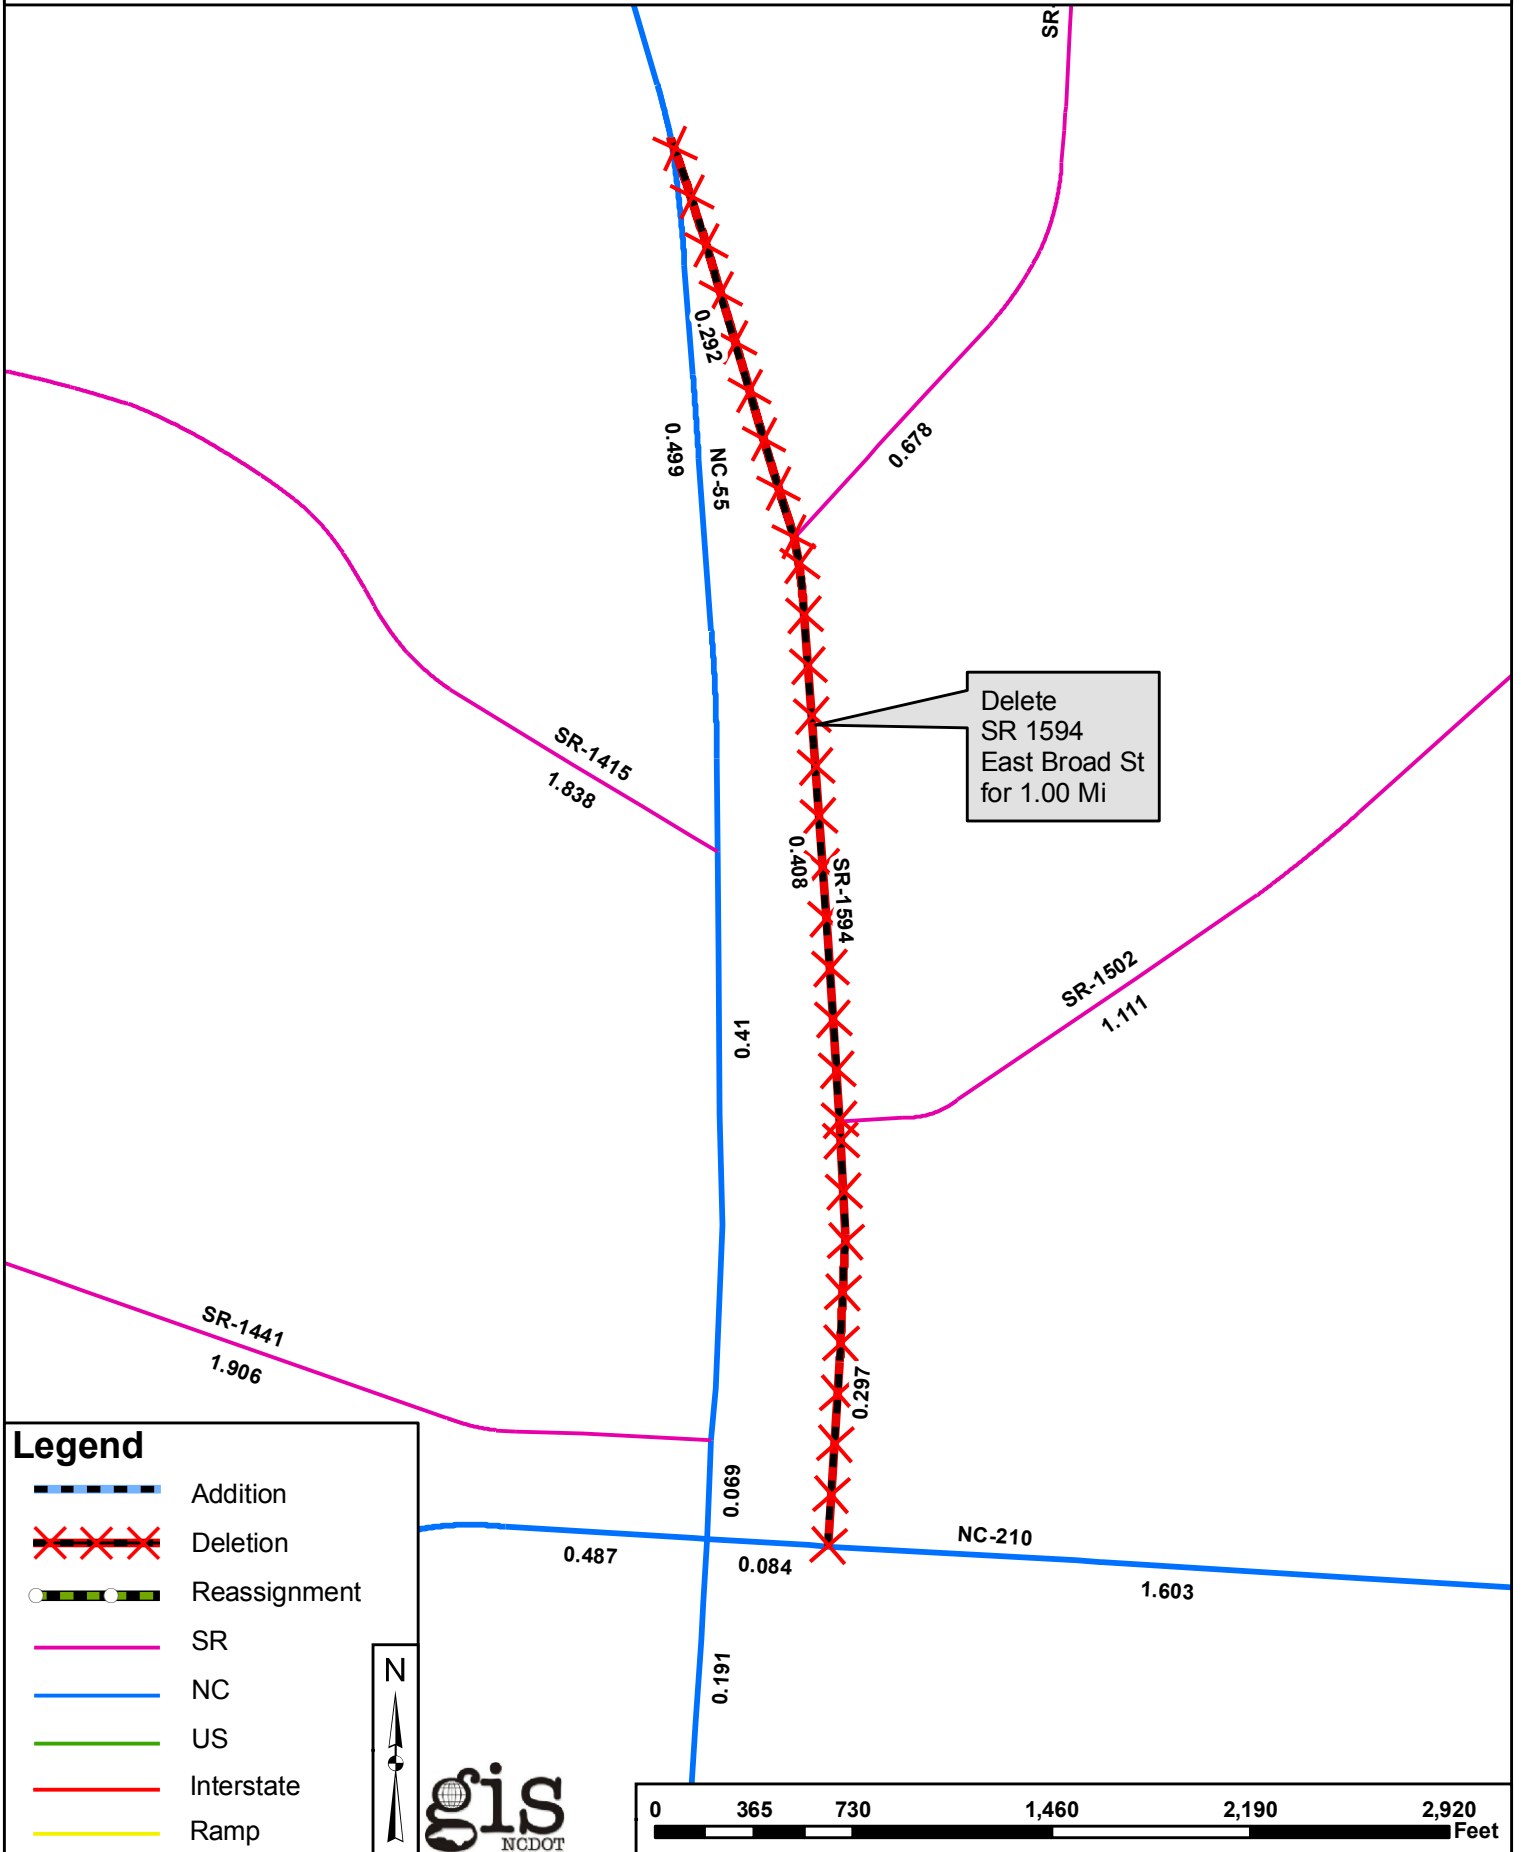 SR-
0.292
0.499
NC-55
0.678
Delete
SR 1594
East Broad St
for 1.00 Mi
SR-1415
1.838
0.408
SR-1594
SR-1502
1.111
0.41
SR-1441
1.906
0.297
0.069
NC-210
0.487
0.084
1.603
0.191
Legend
Addition
Deletion
Reassignment
SR
NC
US
Interstate
Ramp
N
gis
NCDOT
0 365 730 1,460 2,190 2,920
Feet